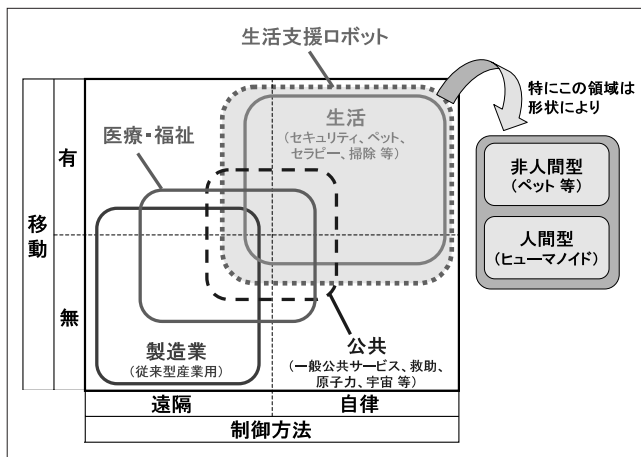 生活支援ロボット
特にこの領域は
形状により
生活
(セキュリティ、ペット、
セラピー、掃除 等)
医療・福祉
非人間型
(ペット 等)
人間型
(ヒューマノイド)
移動
有
無
製造業
(従来型産業用)
公共
(一般公共サービス、救助、
原子力、宇宙 等)
遠隔
自律
制御方法